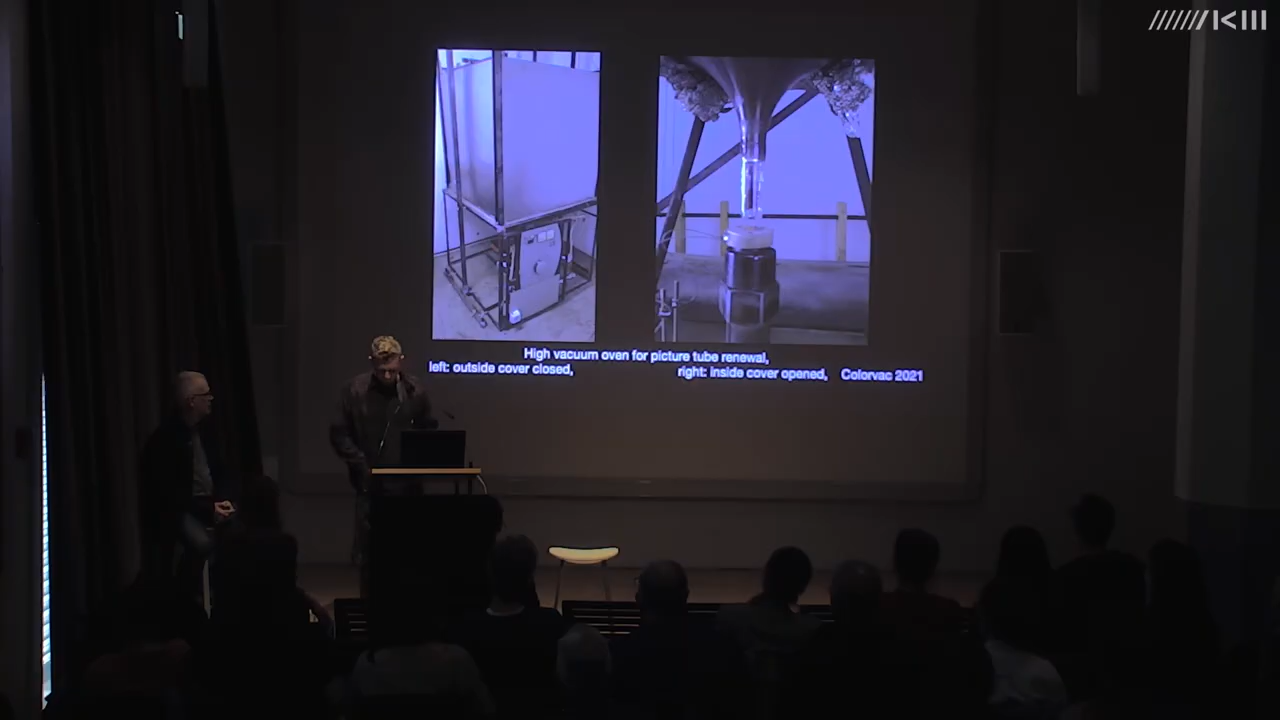 High vacuum oven for picture tube renewal,
left: outside cover closed, right: inside cover opened, Colorvac 2021